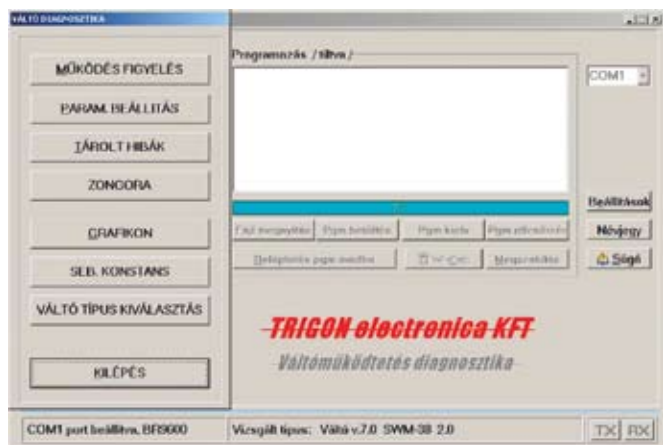 VÁLTÓ DIAGNOSZTIKA
MŰKÖDÉS FIGYELÉS
PARAM. BEÁLLÍTÁS
TÁROLT HIBÁK
ZONGORA
GRAFIKON
SEB. KONSTANS
VÁLTÓ TÍPUS KIVÁLASZTÁS
KILÉPÉS
Programozás / tiltva /
COM1
Beállítások
Névjegy
Súgó
Pgm betöltés
TRIGON electronica KFT
Váltóműködtetés diagnosztika
COM1 port beállítva, BR9600
Vizsgált típus: Váltó v.7.0 SWM-38 2.0
TX RX